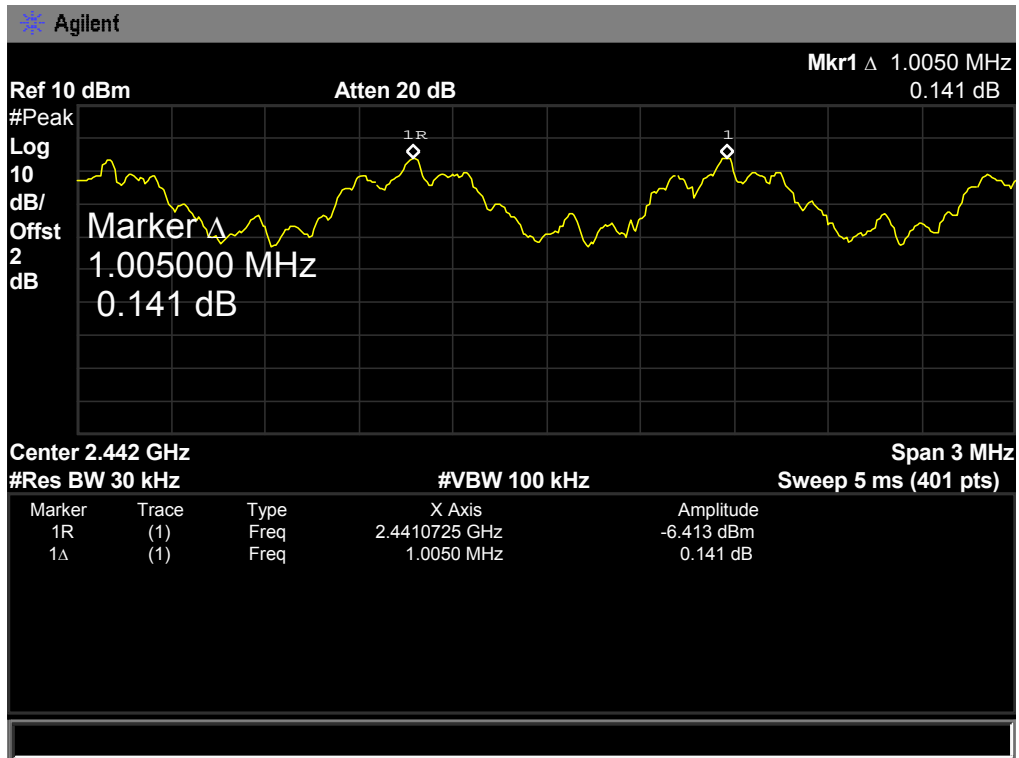 Agilent
Mkr1 Δ 1.0050 MHz
Ref 10 dBm Atten 20 dB 0.141 dB
#Peak
Log
10
dB/
Offst
2
dB
1R
1
Marker Δ
1.005000 MHz
0.141 dB
Center 2.442 GHz Span 3 MHz
#Res BW 30 kHz #VBW 100 kHz Sweep 5 ms (401 pts)
Marker Trace Type X Axis Amplitude
1R (1) Freq 2.4410725 GHz -6.413 dBm
1Δ (1) Freq 1.0050 MHz 0.141 dB